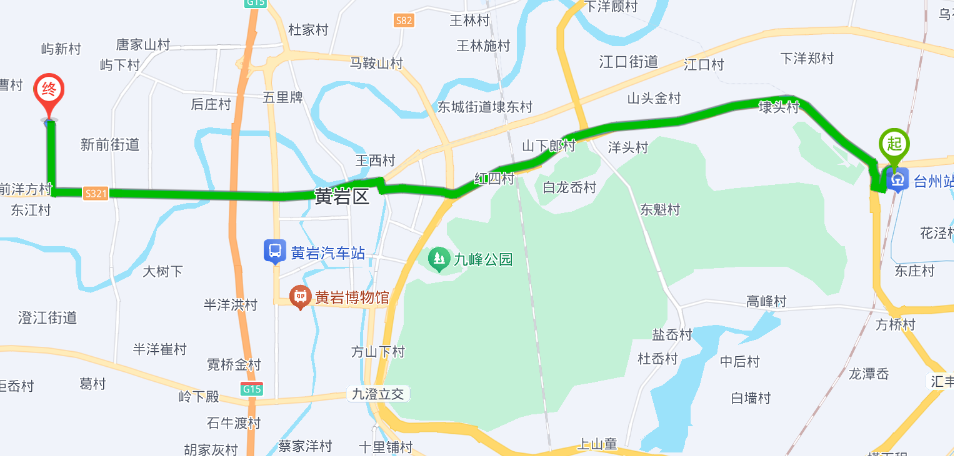 G15
下洋顾村
乌
杜家村
S82
王林村
屿新村
唐家山村
王林施村
江口街道
江口村
下洋郑村
屿下村
马鞍山村
曹村
终
后庄村
五里牌
东城街道埭东村
山头金村
埭头村
新前街道
王西村
山下郎村
洋头村
起
前洋方村
S321
黄岩区
红四村
白龙岙村
台州站
东江村
东魁村
花泾村
黄岩汽车站
九峰公园
大树下
东庄村
半洋洪村
黄岩博物馆
高峰村
澄江街道
方桥村
盐岙村
半洋崔村
方山下村
杜岙村
中后村
霓桥金村
龙潭岙
岙村
葛村
G15
九澄立交
汇丰
岭下殿
白墙村
石牛渡村
胡家灰村
蔡家洋村
十里铺村
上山童